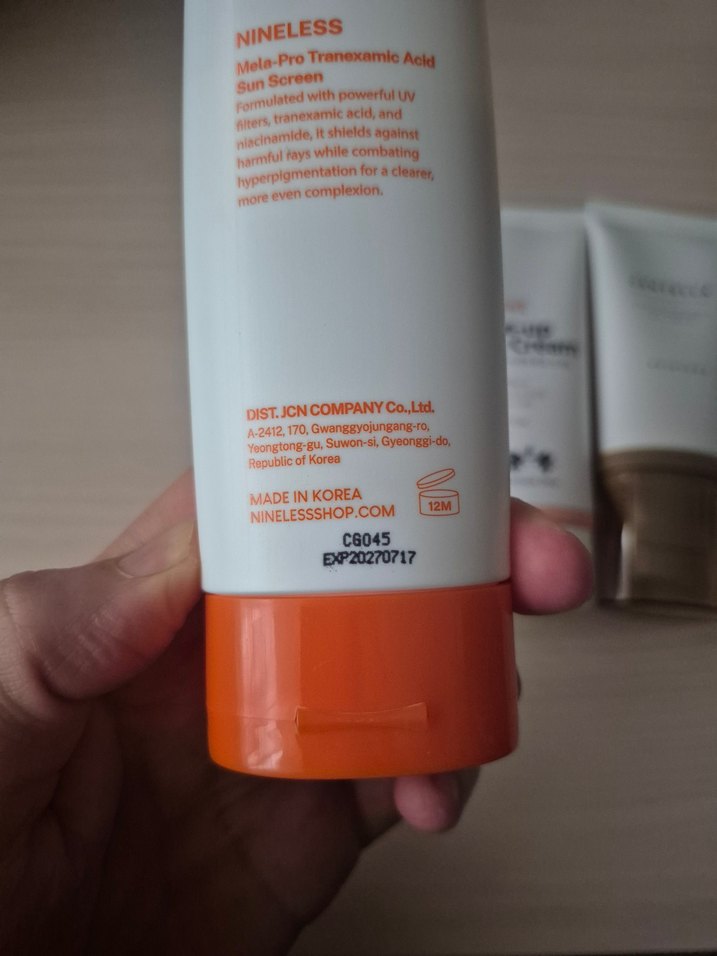 NINELESS
Mela-Pro Tranexamic Acid
Sun Screen
Formulated with powerful UV
filters, tranexamic acid, and
niacinamide, it shields against
harmful rays while combating
hyperpigmentation for a clearer,
more even complexion.
DIST. JCN COMPANY Co.,Ltd.
A-2412, 170, Gwanggyojungang-ro,
Yeongtong-gu, Suwon-si, Gyeonggi-do,
Republic of Korea
MADE IN KOREA
NINELESSSHOP.COM
12M
CG045
EXP20270717
Cream